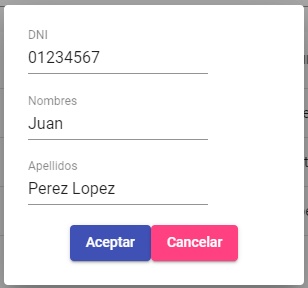 DNI
01234567
Nombres
Juan
Apellidos
Perez Lopez
Aceptar Cancelar